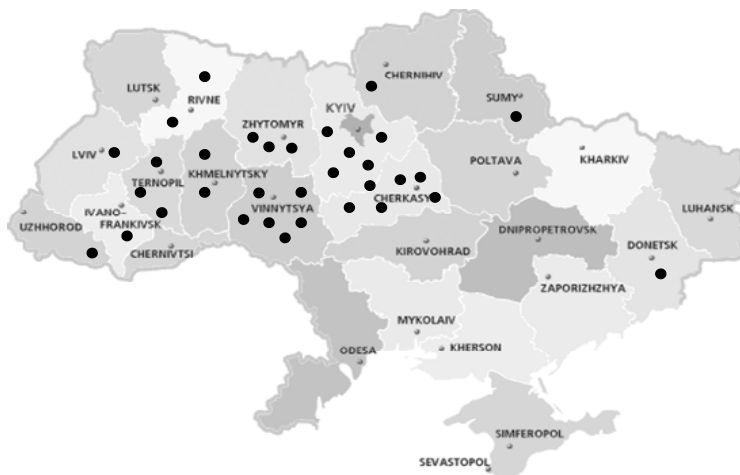 CHERNIHIV
LUTSK
RIVNE
SUMY
KYIV
ZHYTOMYR
LVIV
KHARKIV
POLTAVA
KHMELNYTSKY
TERNOPIL
CHERKASY
VINNYTSYA
LUHANSK
IVANO-
FRANKIVSK
UZHHOROD
DNIPROPETROVSK
DONETSK
CHERNIVTSI
KIROVOHRAD
ZAPORIZHZHYA
MYKOLAIV
KHERSON
ODESA
SIMFEROPOL
SEVASTOPOL